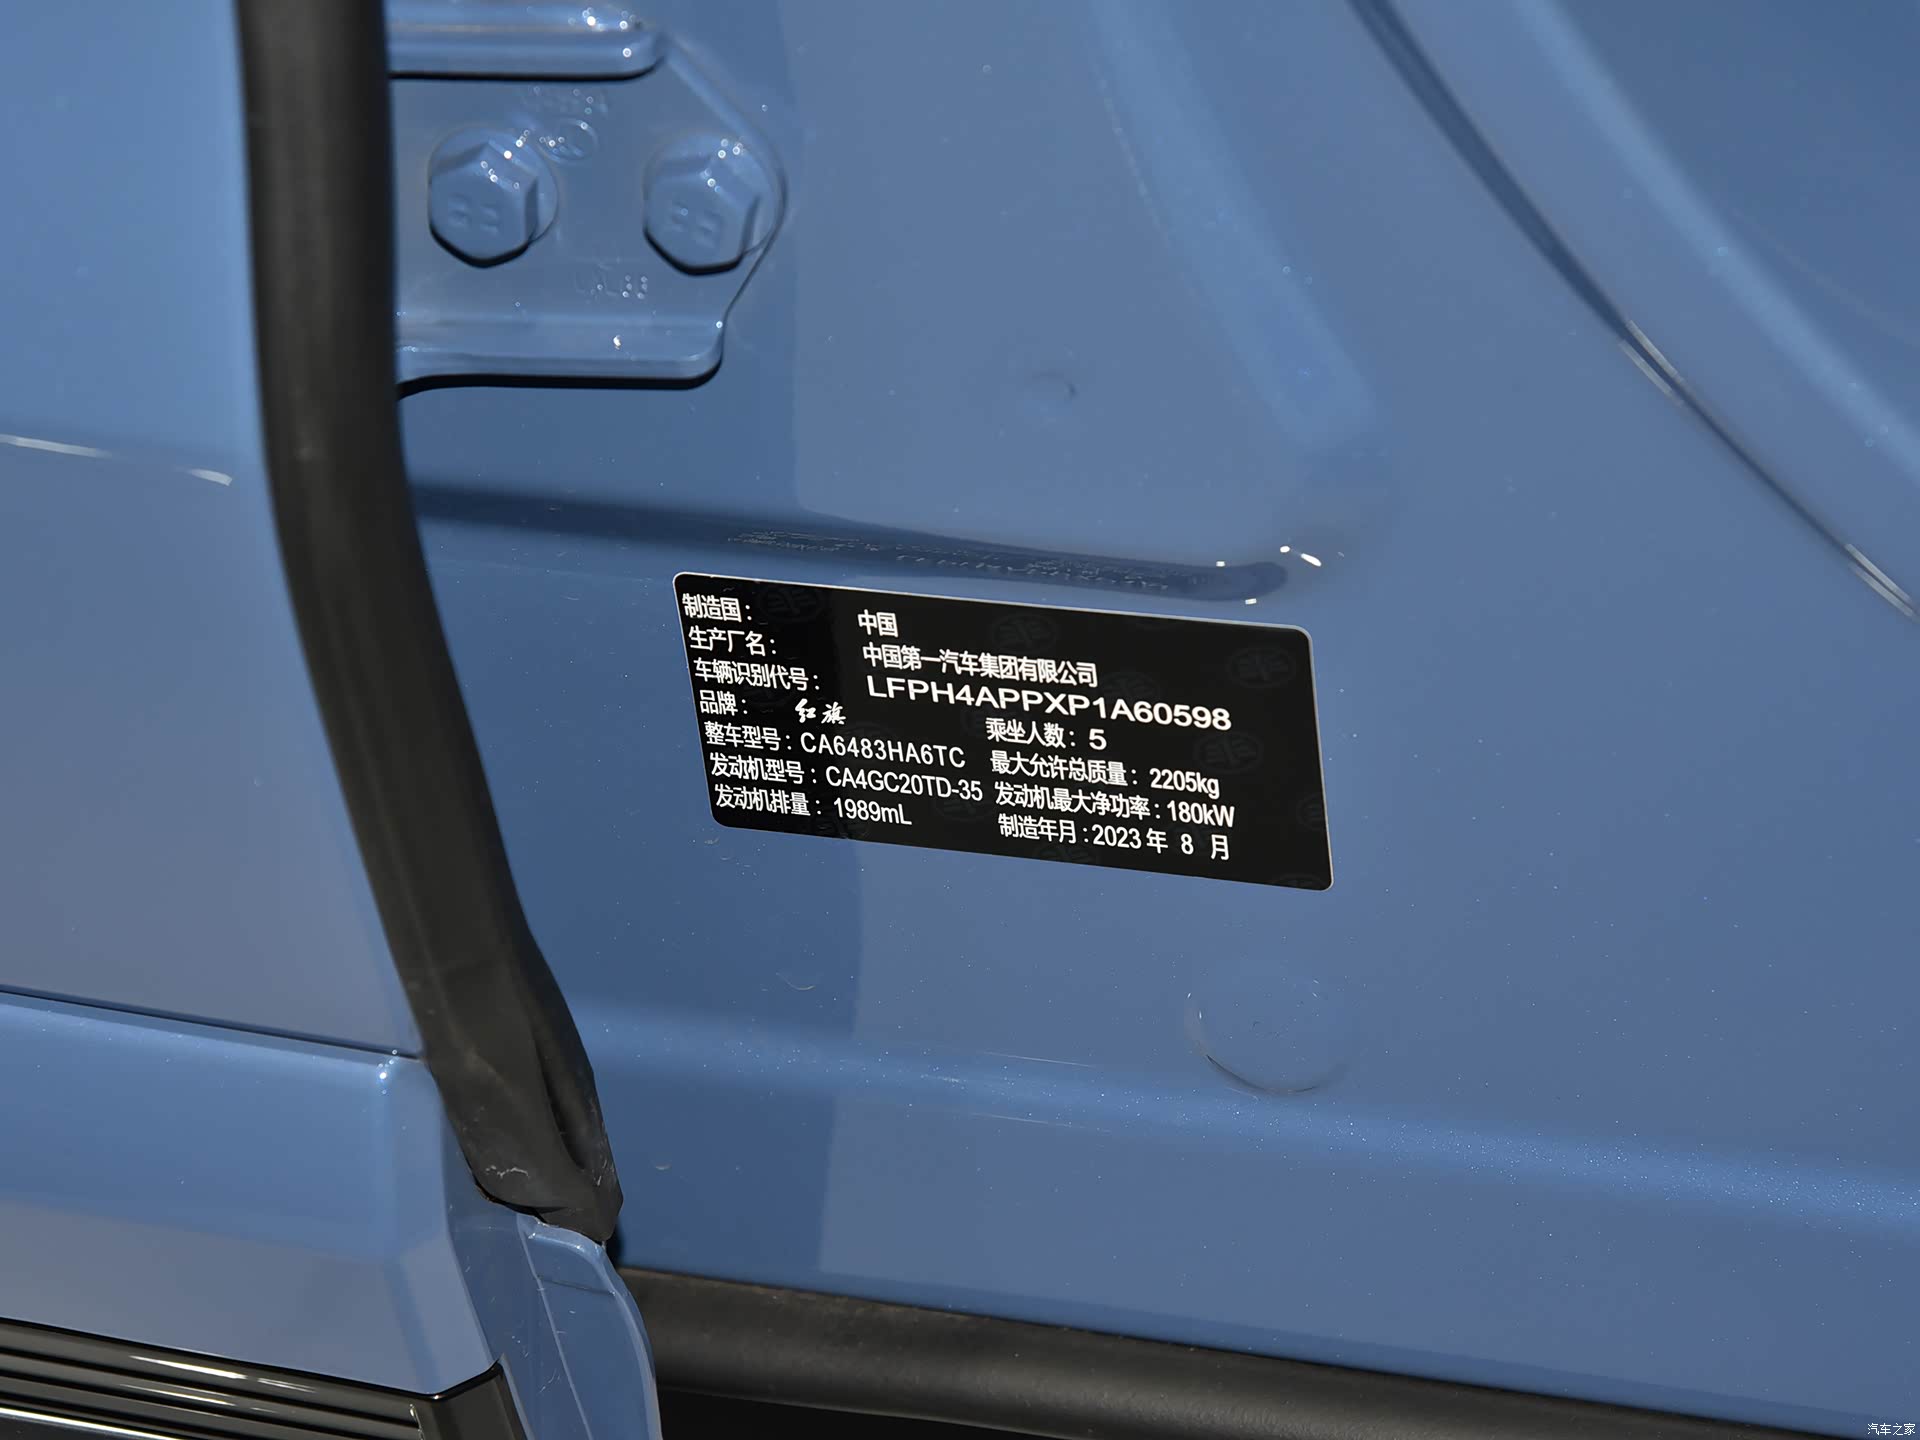 制造国： 中国
生产厂名： 中国第一汽车集团有限公司
车辆识别代号： LFPH4APPXP1A60598
品牌： 红旗 乘坐人数：5
整车型号：CA6483HA6TC 最大允许总质量：2205kg
发动机型号：CA4GC20TD-35 发动机最大净功率：180kW
发动机排量：1989mL 制造年月：2023年 8 月
汽车之家